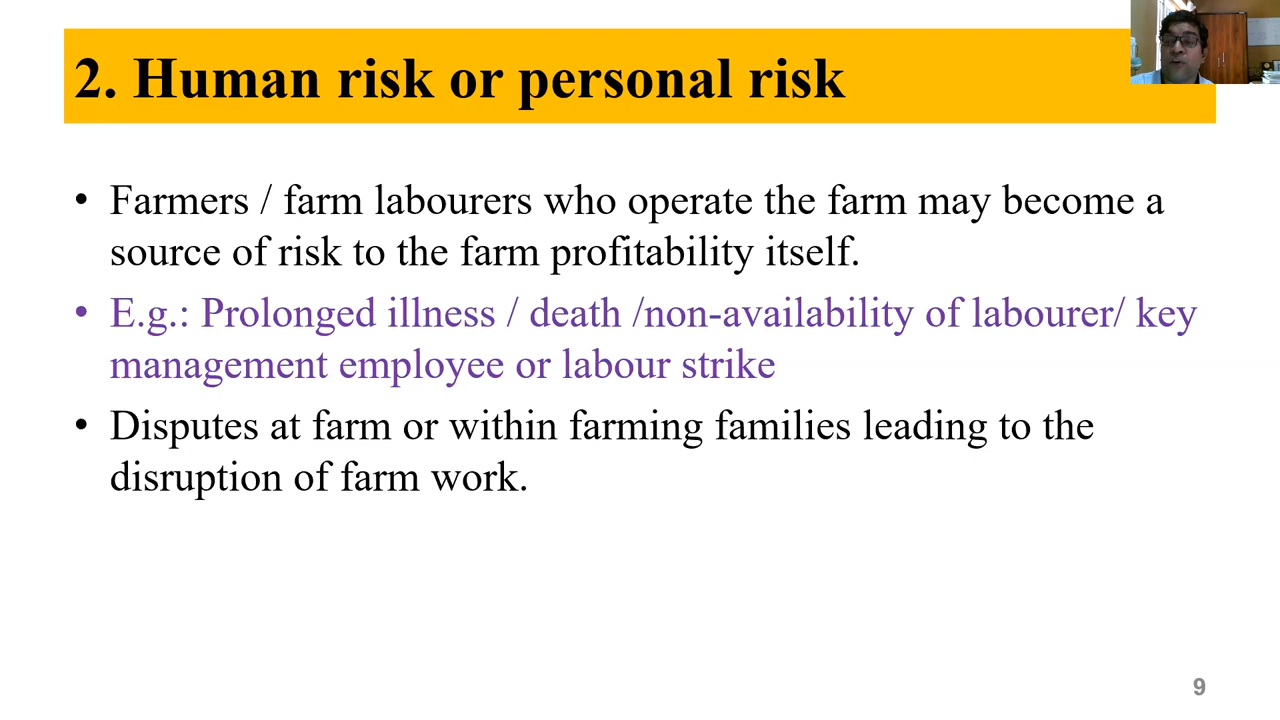 2. Human risk or personal risk
• Farmers / farm labourers who operate the farm may become a
source of risk to the farm profitability itself.
• E.g.: Prolonged illness / death /non-availability of labourer/ key
management employee or labour strike
• Disputes at farm or within farming families leading to the
disruption of farm work.
9